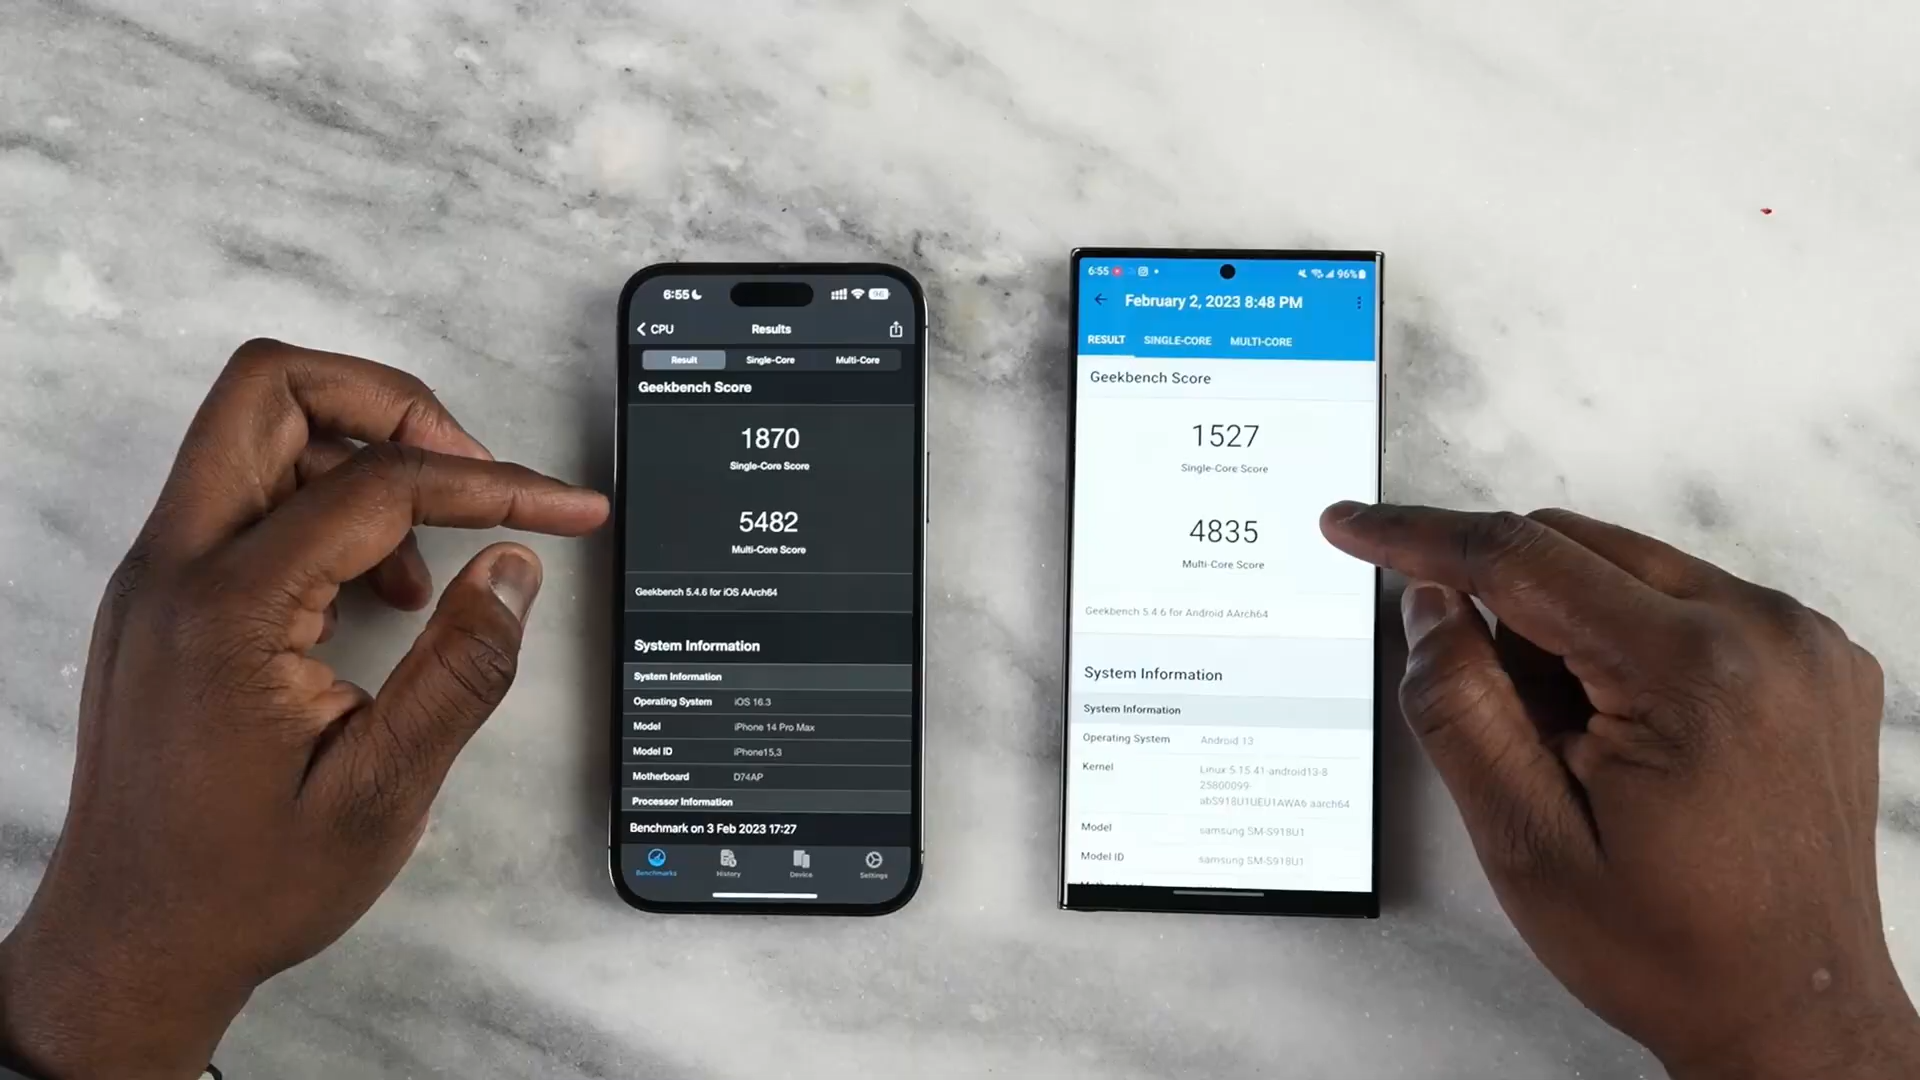 6:55
96
CPU
Results
Result
Single-Core
Multi-Core
Geekbench Score
1870
Single-Core Score
5482
Multi-Core Score
Geekbench 5.4.6 for iOS AArch64
System Information
System Information
Operating System iOS 16.3
Model iPhone 14 Pro Max
Model ID iPhone15,3
Motherboard D74AP
Processor Information
Benchmark on 3 Feb 2023 17:27
Benchmarks
History
Device
Settings
6:55
96%
February 2, 2023 8:48 PM
RESULT
SINGLE-CORE
MULTI-CORE
Geekbench Score
1527
Single-Core Score
4835
Multi-Core Score
Geekbench 5.4.6 for Android AArch64
System Information
System Information
Operating System Android 13
Kernel Linux 5.15.41-android13-8
25800099-
abS918U1UEU1AWA6 aarch64
Model samsung SM-S918U1
Model ID samsung SM-S918U1